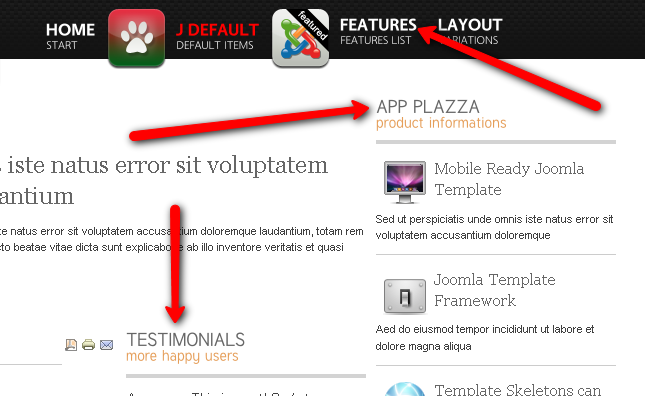 HOME
START
J DEFAULT
DEFAULT ITEMS
featured
FEATURES
FEATURES LIST
LAYOUT
VARIATIONS
APP PLAZZA
product informations
iste natus error sit voluptatem
antium
te natus error sit voluptatem accusantium doloremque laudantium, totam rem
cto beatae vitae dicta sunt explicabo ab illo inventore veritatis et quasi
Mobile Ready Joomla
Template
Sed ut perspiciatis unde omnis iste natus error sit
voluptatem accusantium doloremque
Joomla Template
Framework
Aed do eiusmod tempor incididunt ut labore et
dolore magna aliqua
Template Skeletons can
TESTIMONIALS
more happy users